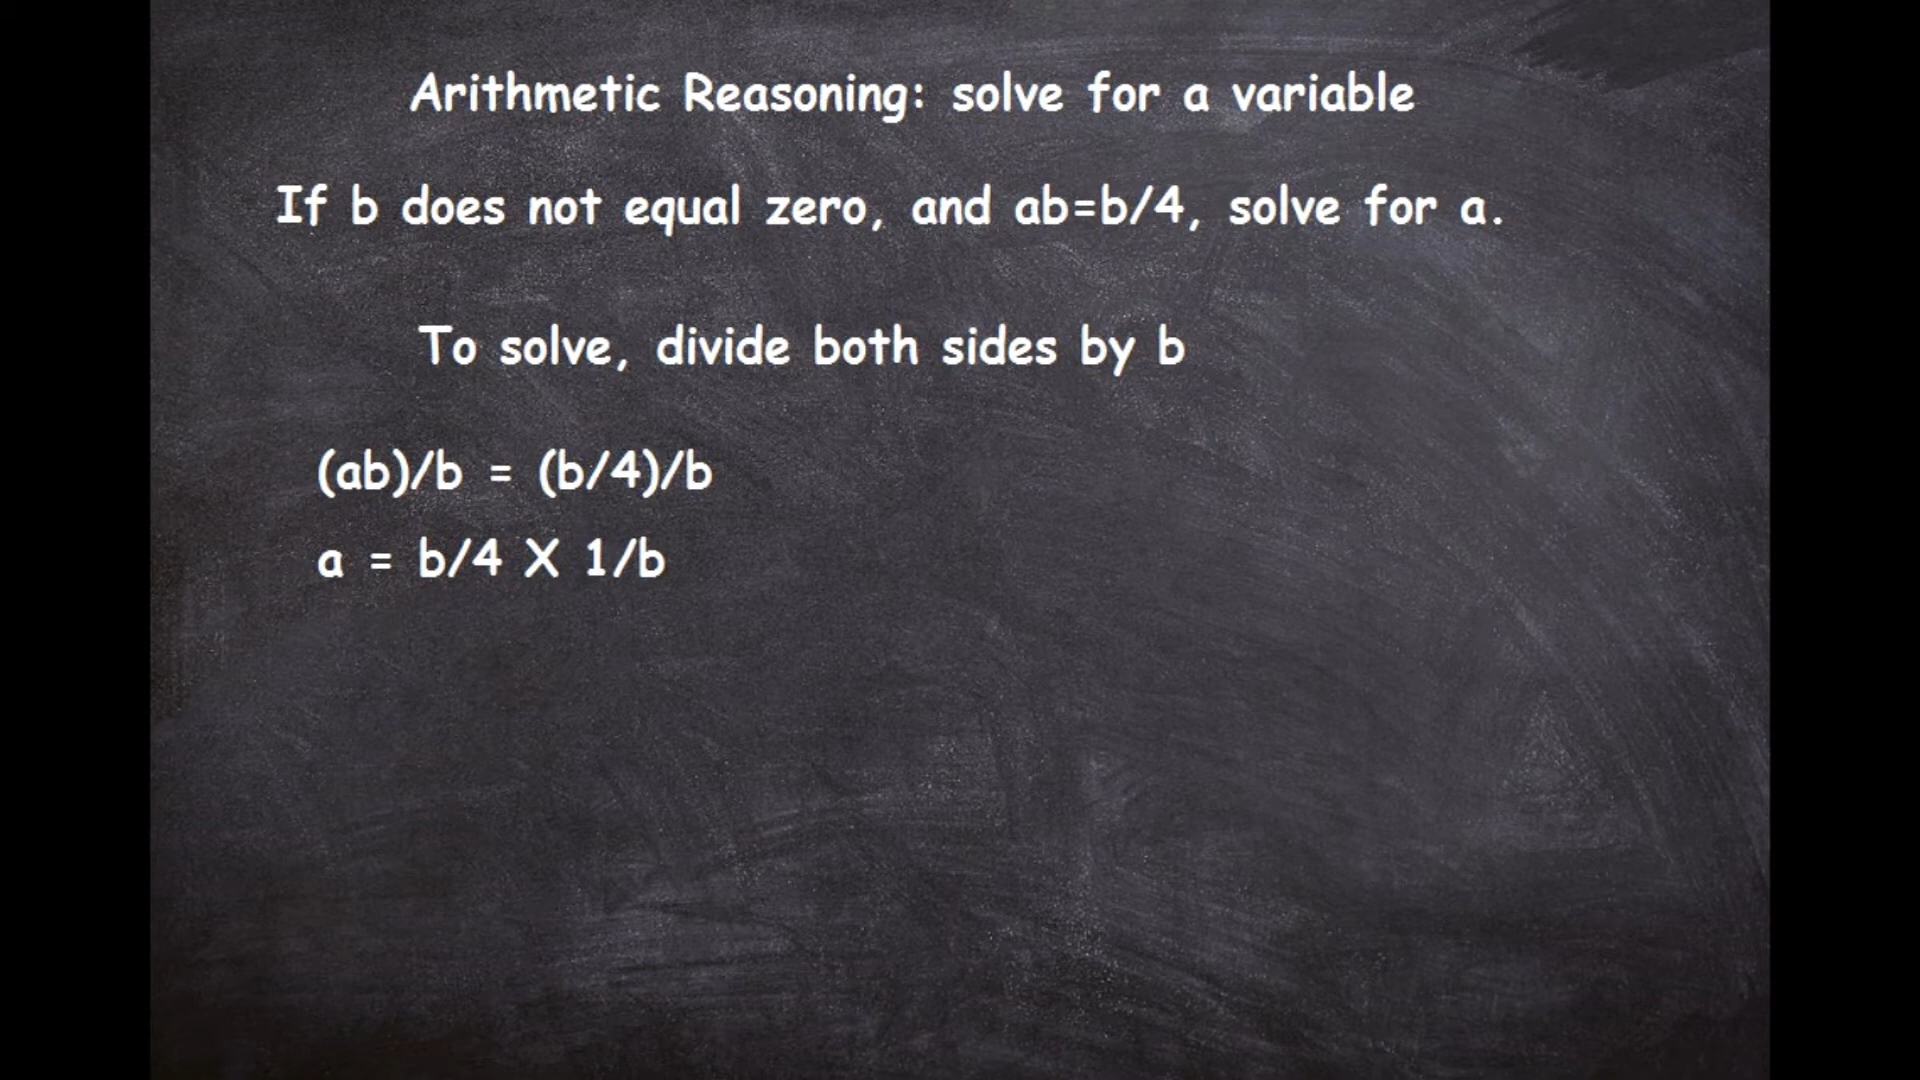 Arithmetic Reasoning: solve for a variable
If b does not equal zero, and ab=b/4, solve for a.
To solve, divide both sides by b
(ab)/b = (b/4)/b
a = b/4 X 1/b